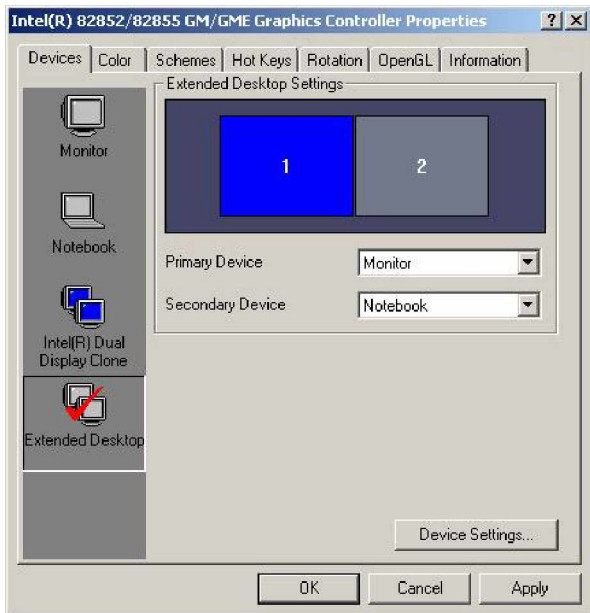 Intel(R) 82852/82855 GM/GME Graphics Controller Properties
Devices Color Schemes Hot Keys Rotation OpenGL Information
Extended Desktop Settings
Monitor
1 2
Notebook
Primary Device Monitor
Secondary Device Notebook
Intel(R) Dual
Display Clone
Extended Desktop
Device Settings...
OK Cancel Apply